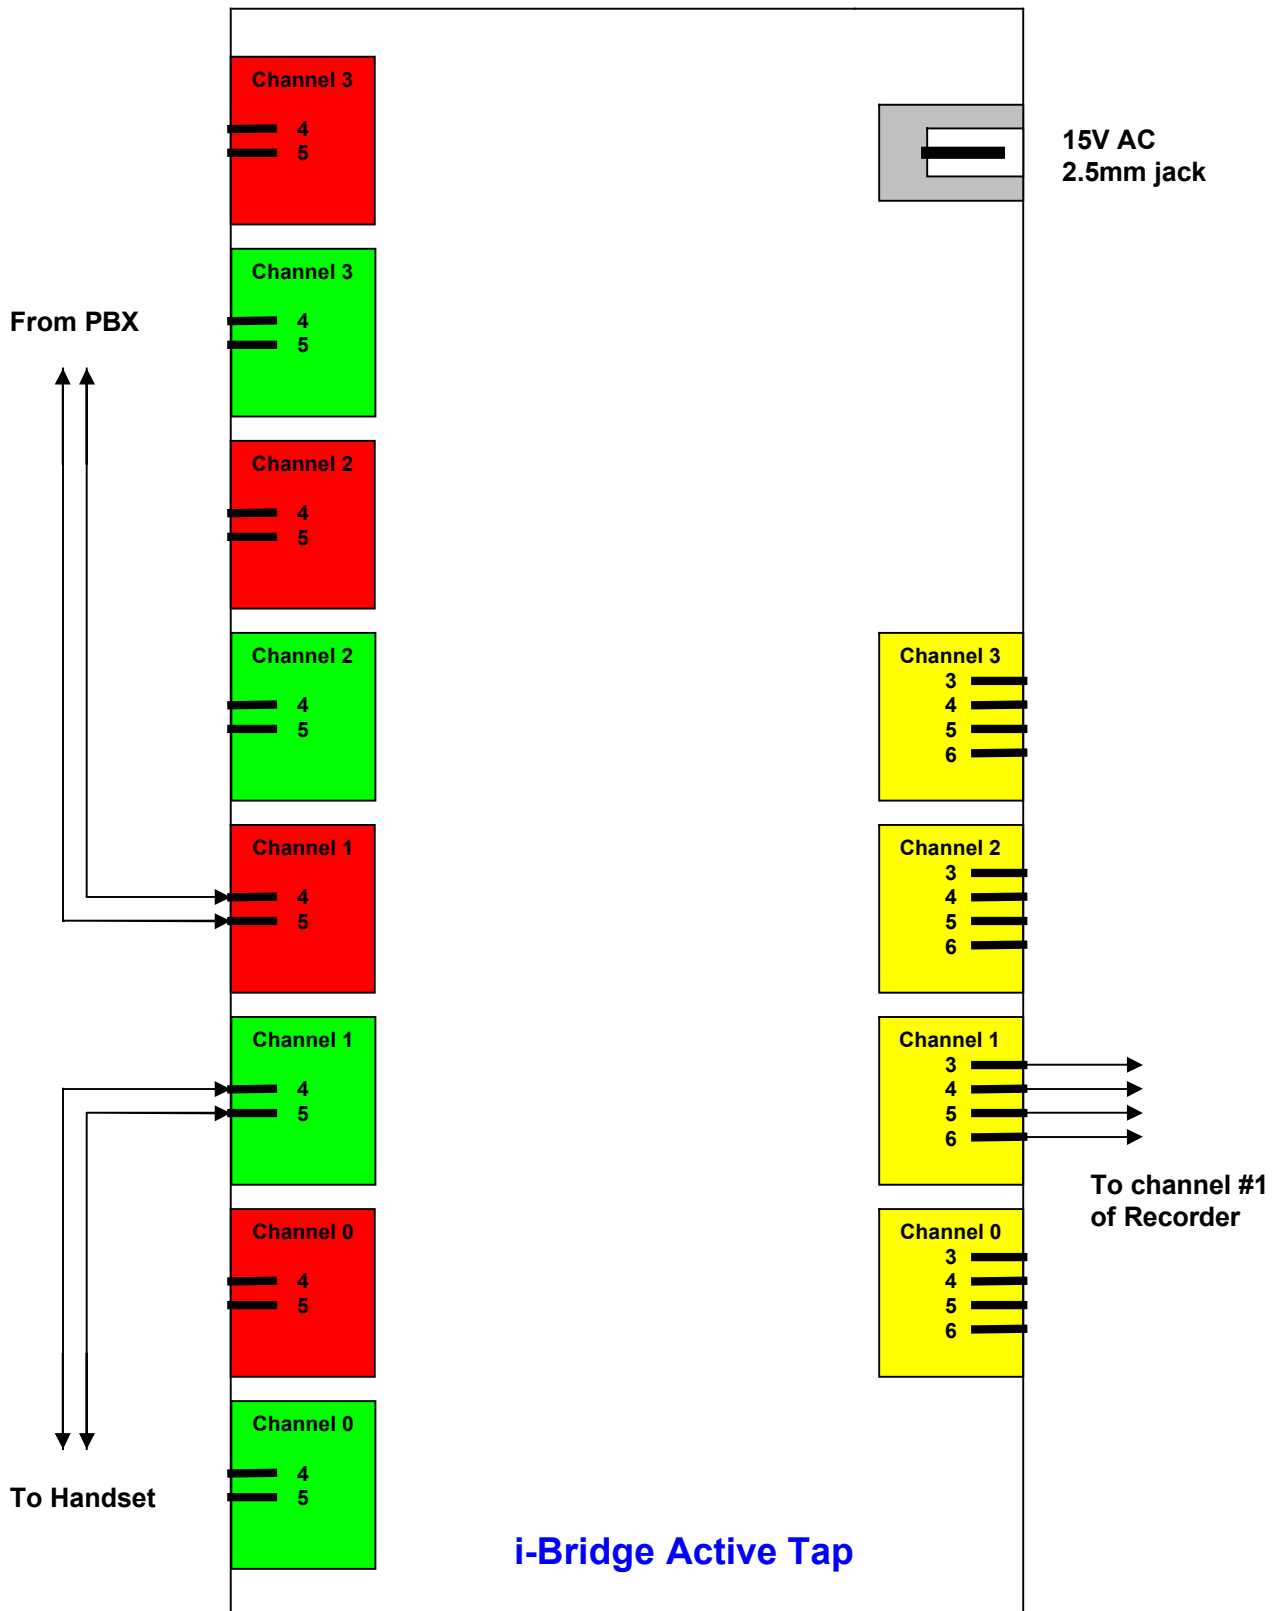 Channel 3
4
5
15V AC
2.5mm jack
Channel 3
4
5
From PBX
Channel 2
4
5
Channel 2
4
5
Channel 3
3
4
5
6
Channel 1
4
5
Channel 2
3
4
5
6
Channel 1
4
5
Channel 1
3
4
5
6
To channel #1
of Recorder
Channel 0
4
5
Channel 0
3
4
5
6
Channel 0
4
5
To Handset
i-Bridge Active Tap